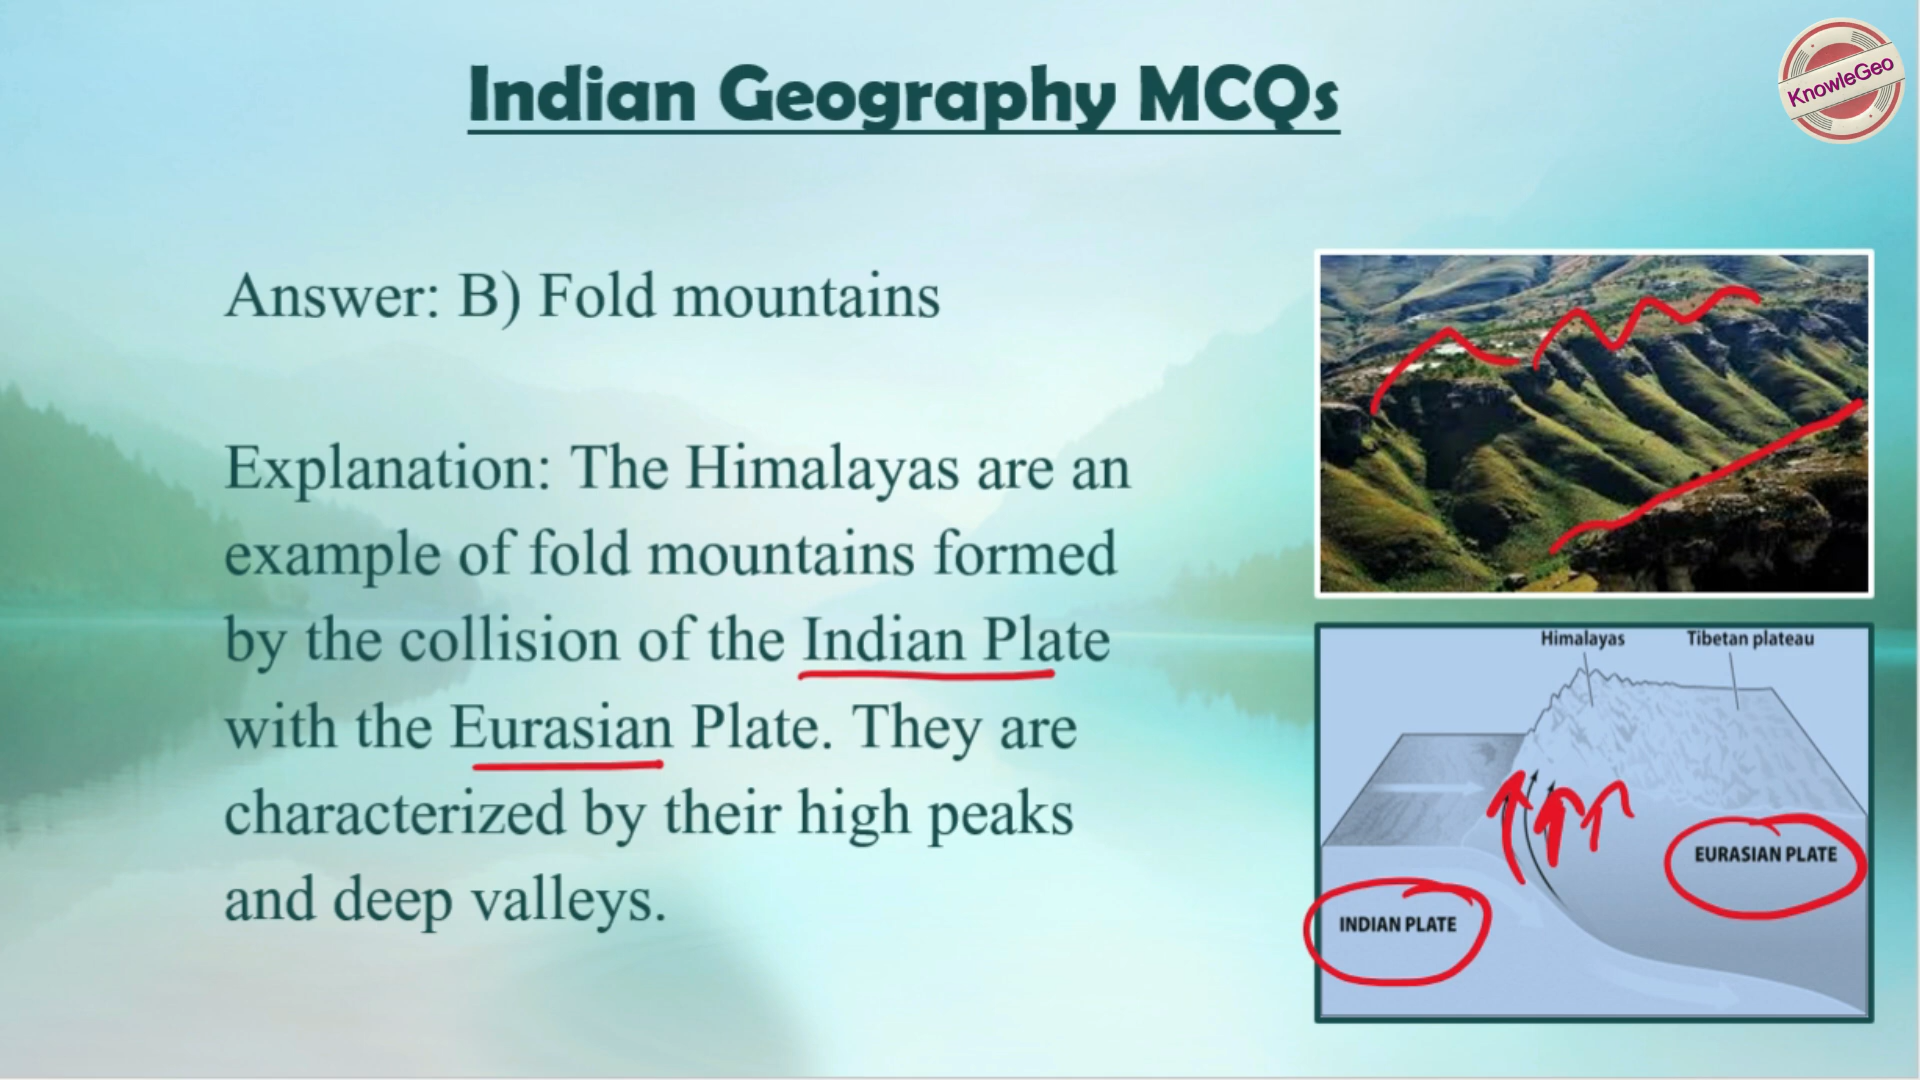 Indian Geography MCQs
KnowleGeo
Answer: B) Fold mountains
Explanation: The Himalayas are an
example of fold mountains formed
by the collision of the Indian Plate
with the Eurasian Plate. They are
characterized by their high peaks
and deep valleys.
Himalayas
Tibetan plateau
EURASIAN PLATE
INDIAN PLATE